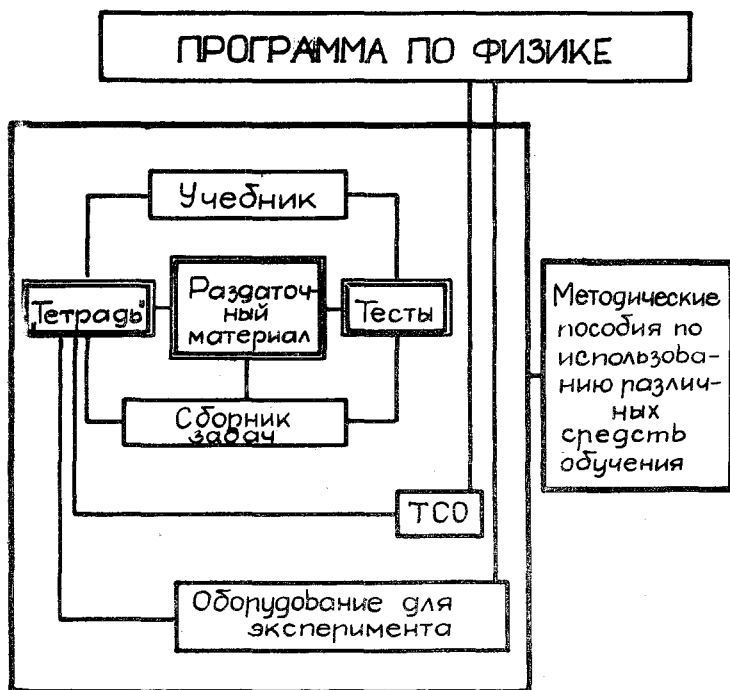 ПРОГРАММА ПО ФИЗИКЕ
Учебник
„Тетрадь"
Раздаточ-
ный
материал
Тесты
Сборник
задач
ТСО
Оборудование для
эксперимента
Методические
пособия по
использова-
нию различ-
ных
средств
обучения